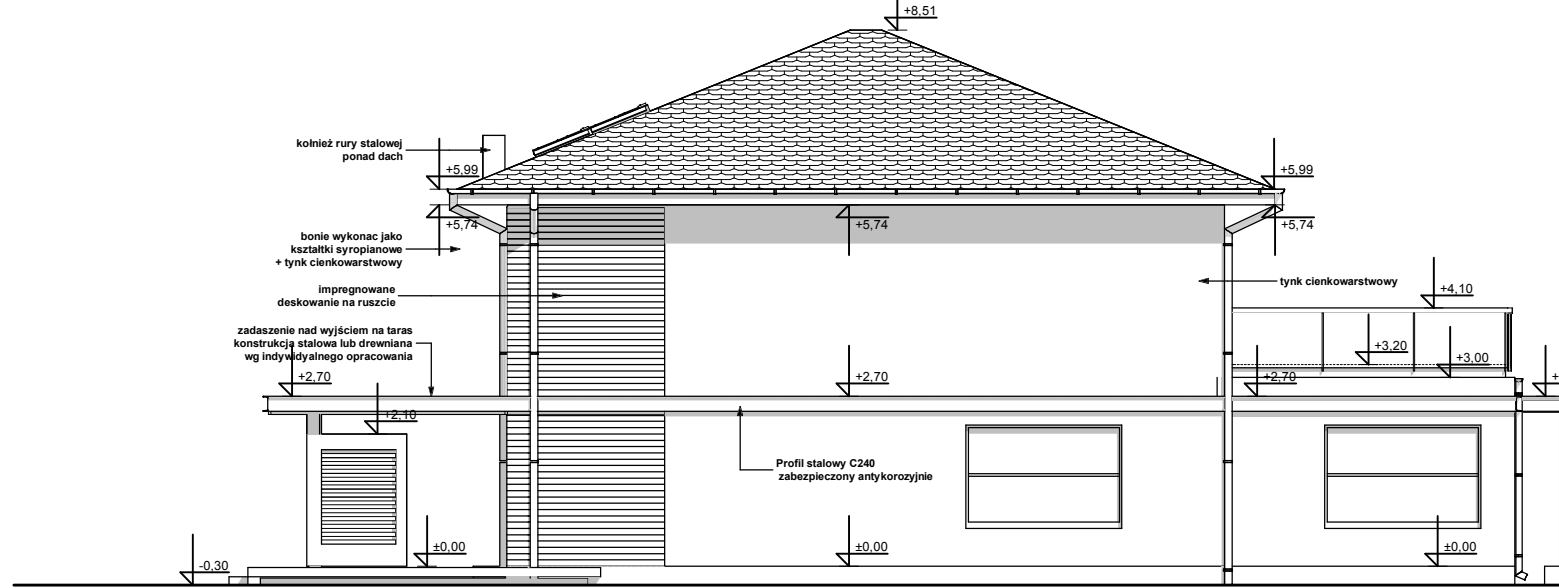 +8,51
kołnież rury stalowej
ponad dach
+5,99
+5,99
+5,74
+5,74
+5,74
bonie wykonac jako
kształtki syropianowe
+ tynk cienkowarstwowy
tynk cienkowarstwowy
impregnowane
deskowanie na ruszcie
+4,10
zadaszenie nad wyjściem na taras
konstrukcja stalowa lub drewniana
wg indywidyalnego opracowania
+3,20
+3,00
+2,70
+2,70
+2,70
+
+2,10
Profil stalowy C240
zabezpieczony antykorozyjnie
±0,00
±0,00
±0,00
-0,30